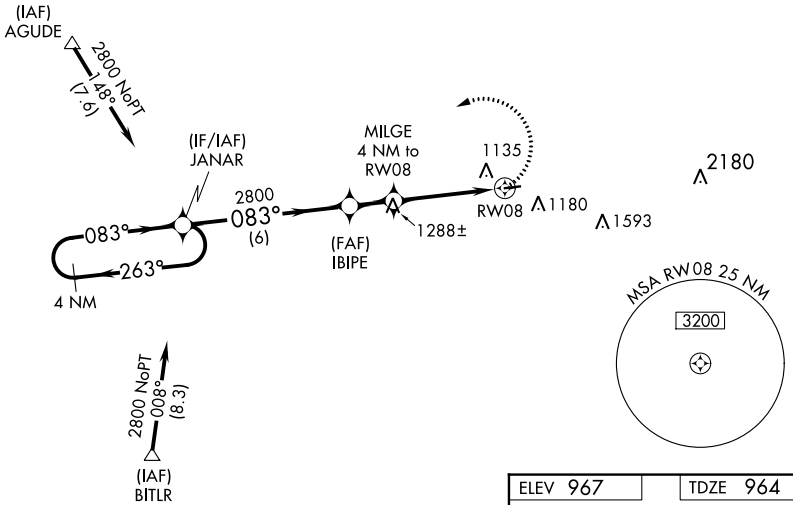 (IAF)
AGUDE
2800 NoPT
148°
(7.6)
(IF/IAF)
JANAR
MILGE
4 NM to
RW08
1135
2180
2800
083°
(6)
083°
263°
4 NM
(FAF)
IBIPE
1288±
RW08
1180
1593
MSA RW08 25 NM
3200
2800 NoPT
008°
(8.3)
(IAF)
BITLR
ELEV 967
TDZE 964